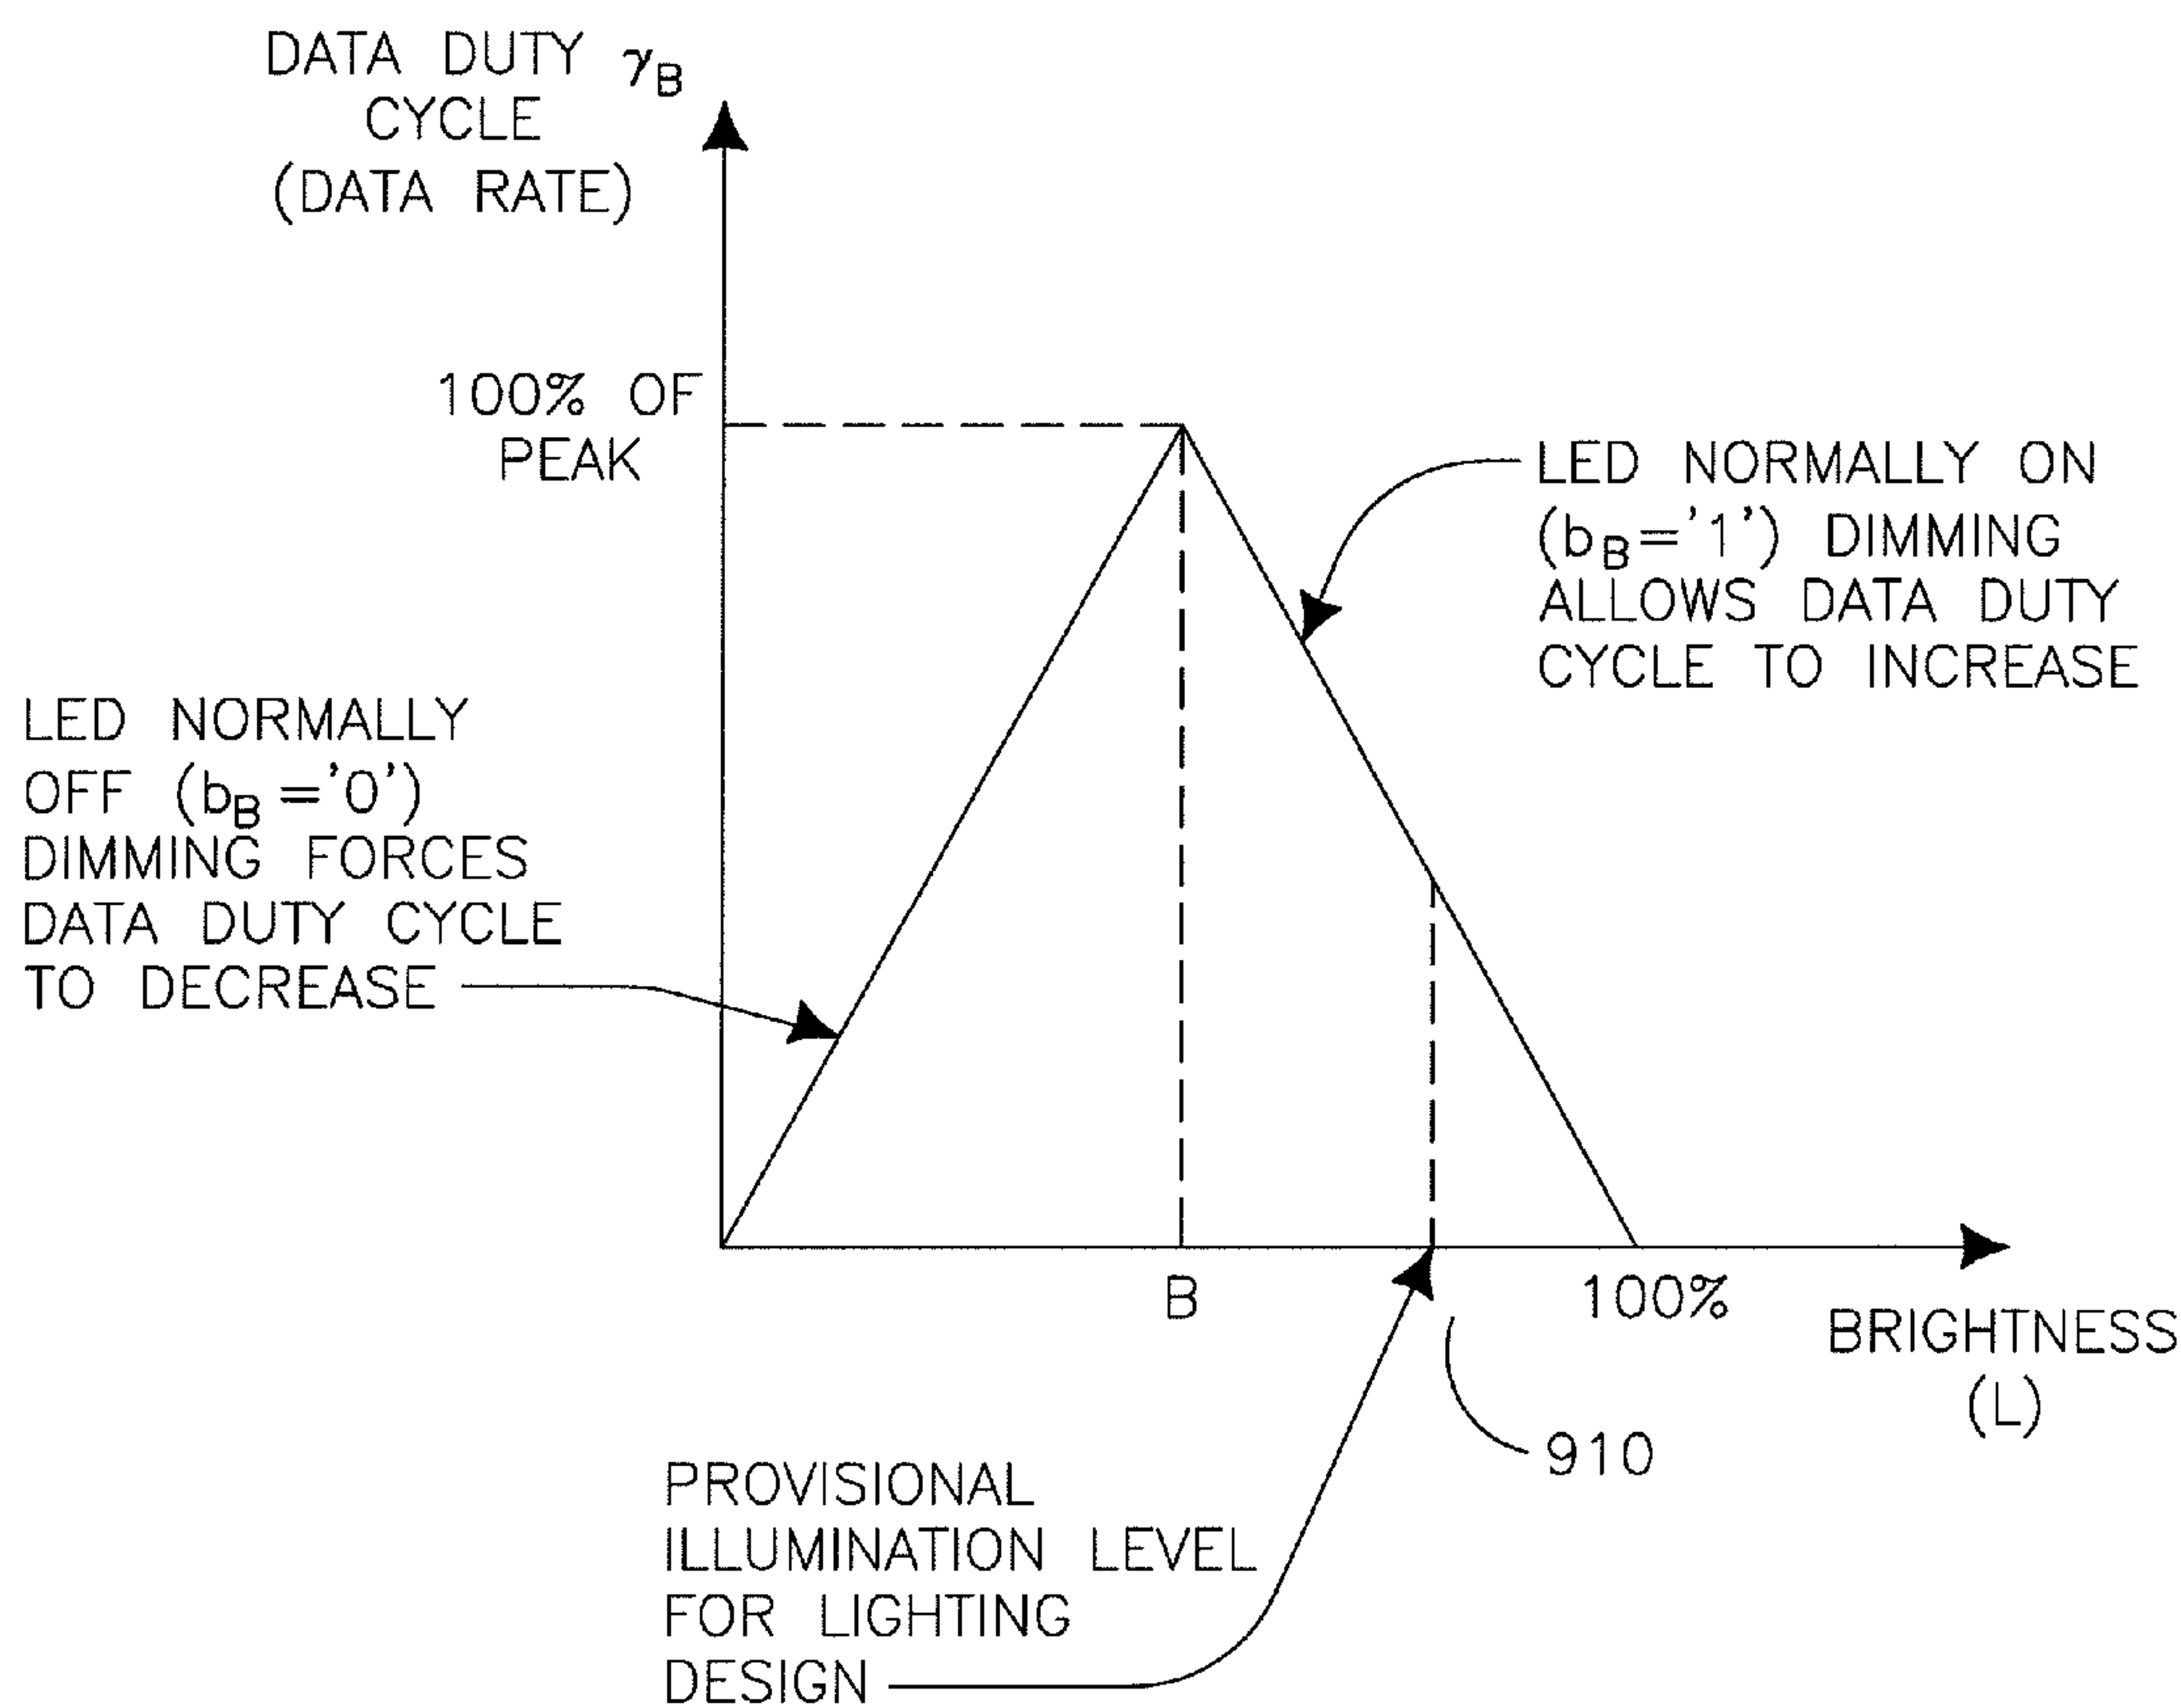 DATA DUTY γB
CYCLE
(DATA RATE)
100% OF
PEAK
LED NORMALLY ON
(bB='1') DIMMING
ALLOWS DATA DUTY
CYCLE TO INCREASE
LED NORMALLY
OFF (bB='0')
DIMMING FORCES
DATA DUTY CYCLE
TO DECREASE
B
100%
BRIGHTNESS
(L)
910
PROVISIONAL
ILLUMINATION LEVEL
FOR LIGHTING
DESIGN